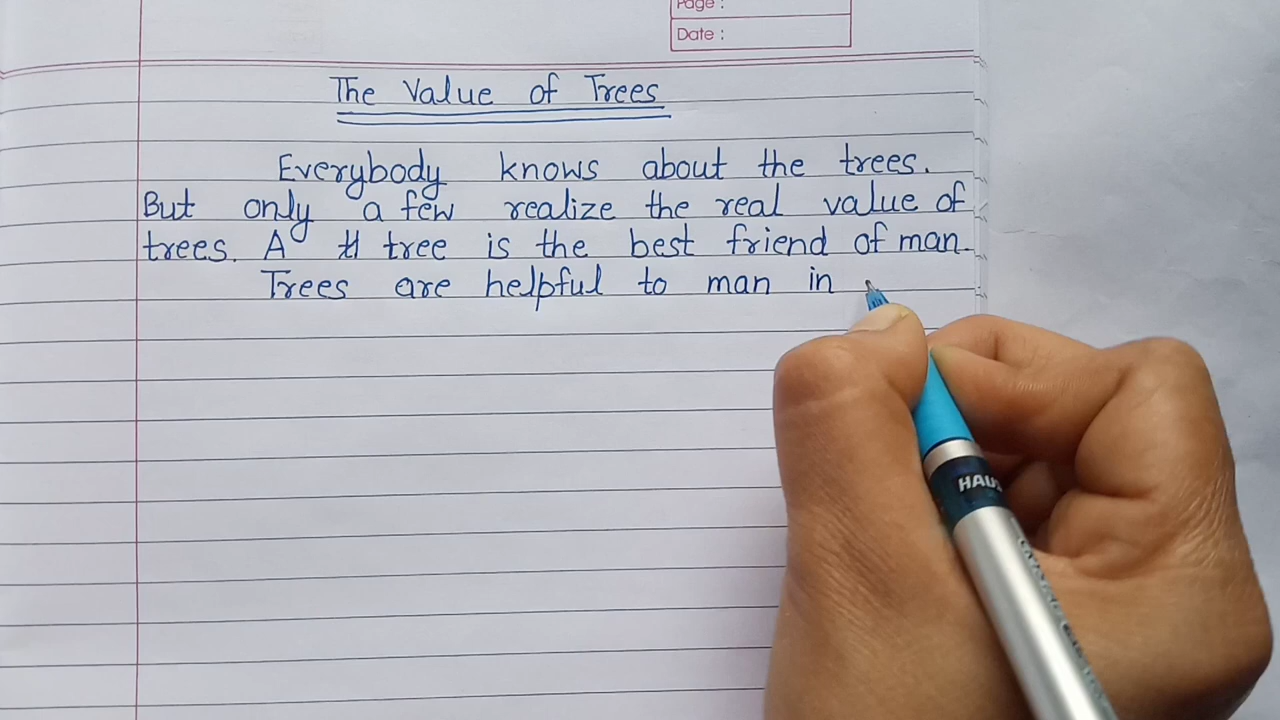 Page :
Date :
The Value of Trees
Everybody knows about the trees.
But only a few realize the real value of
trees. A tree is the best friend of man.
Trees are helpful to man in
HAUS